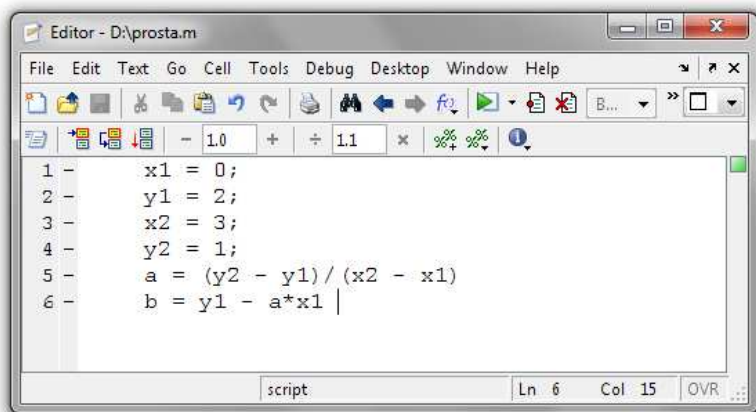 Editor - D:\prosta.m
File Edit Text Go Cell Tools Debug Desktop Window Help
B...
- 1.0 + ÷ 1.1 ×
1 - x1 = 0;
2 - y1 = 2;
3 - x2 = 3;
4 - y2 = 1;
5 - a = (y2 - y1)/(x2 - x1)
6 - b = y1 - a*x1
script Ln 6 Col 15 OVR